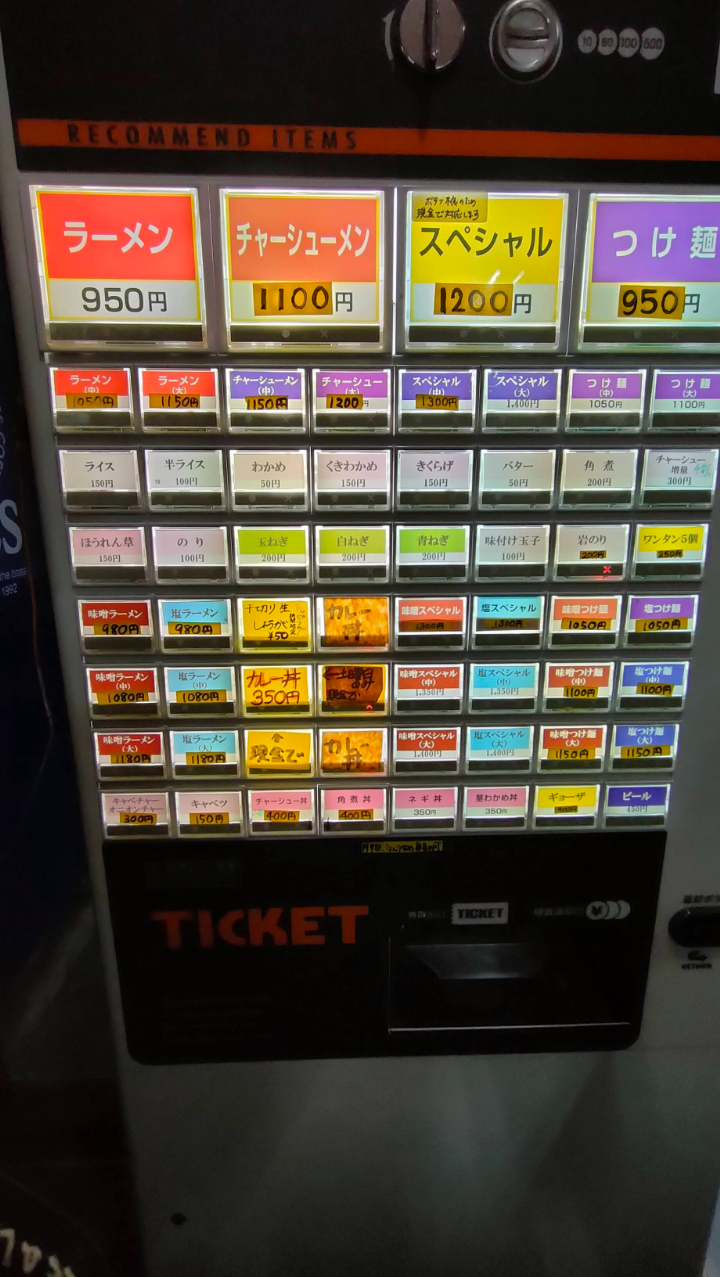 10 50 100 500
RECOMMEND ITEMS
ラーメン
950円
チャーシューメン
1100円
現金で対応します
スペシャル
1200円
つけ麺
950円
ラーメン
(中)
1050円
ラーメン
(大)
1150円
チャーシューメン
(中)
1150円
チャーシュー
(大)
1200円
スペシャル
(中)
1300円
スペシャル
(大)
1,400円
つけ麺
(中)
1050円
つけ麺
(大)
1100円
ライス
150円
半ライス
100円
わかめ
50円
くきわかめ
150円
きくらげ
150円
バター
50円
角煮
200円
チャーシュー
増量
300円
ほうれん草
150円
のり
100円
玉ねぎ
200円
白ねぎ
200円
青ねぎ
200円
味付け玉子
100円
岩のり
200円
ワンタン5個
250円
味噌ラーメン
980円
塩ラーメン
980円
千切り生
しょうが
¥50
カレー
丼
味噌スペシャル
1300円
塩スペシャル
1300円
味噌つけ麺
1050円
塩つけ麺
1050円
味噌ラーメン
(中)
1080円
塩ラーメン
(中)
1080円
カレー丼
350円
味噌スペシャル
(中)
1,350円
塩スペシャル
(中)
1,350円
味噌つけ麺
(中)
1100円
塩つけ麺
(中)
1100円
味噌ラーメン
(大)
1180円
塩ラーメン
(大)
1180円
現金で
カレー
丼
味噌スペシャル
(大)
1,400円
塩スペシャル
(大)
1,400円
味噌つけ麺
(大)
1150円
塩つけ麺
(大)
1150円
キャベチャー
オニオンチャー
300円
キャベツ
150円
チャーシュー丼
400円
角煮丼
400円
ネギ丼
350円
茎わかめ丼
350円
ギョーザ
ビール
TICKET
TICKET
RETURN
1992